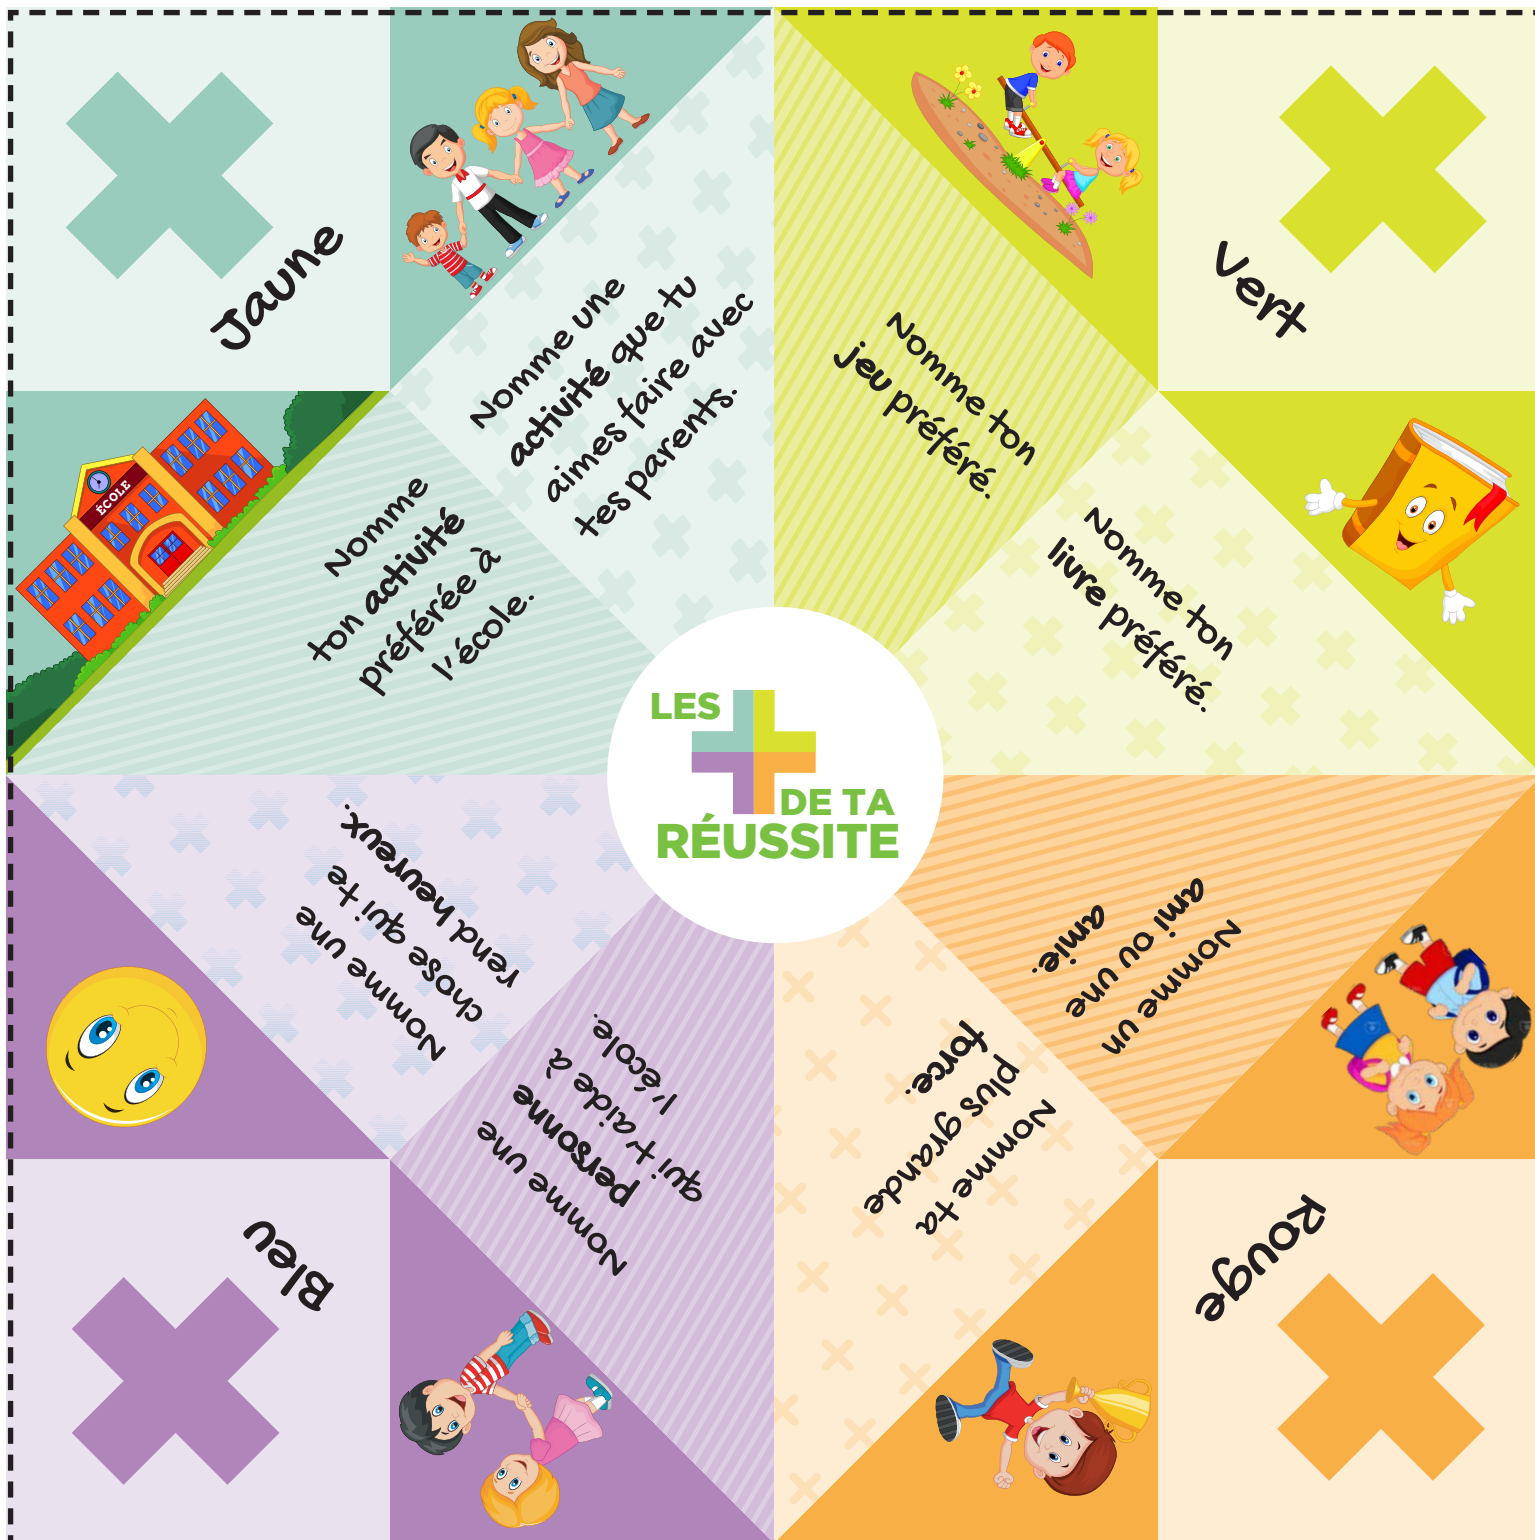 Jaune
Nomme une
activité que tu
aimes faire avec
tes parents.
Nomme ton
jeu préféré.
Vert
ÉCOLE
Nomme
ton activité
préférée à
l'école.
Nomme ton
livre préféré.
LES
DE TA
RÉUSSITE
Nomme une
chose qui te
rend heureux.
Nomme un
ami ou une
amie.
Nomme une
personne
qui t'aide à
l'école.
Nomme ta
plus grande
force.
Bleu
Rouge